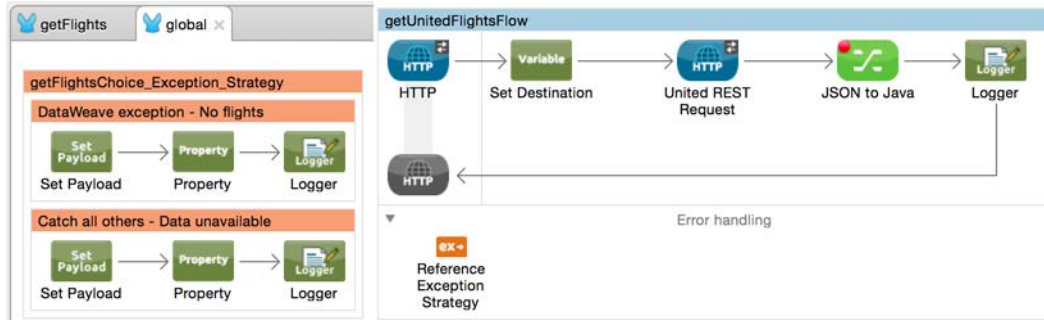 getFlights
global
getFlightsChoice_Exception_Strategy
DataWeave exception - No flights
Set
Payload
Property
Logger
Set Payload
Property
Logger
Catch all others - Data unavailable
Set
Payload
Property
Logger
Set Payload
Property
Logger
getUnitedFlightsFlow
HTTP
Variable
HTTP
Logger
HTTP
Set Destination
United REST
Request
JSON to Java
Logger
HTTP
Error handling
ex
Reference
Exception
Strategy